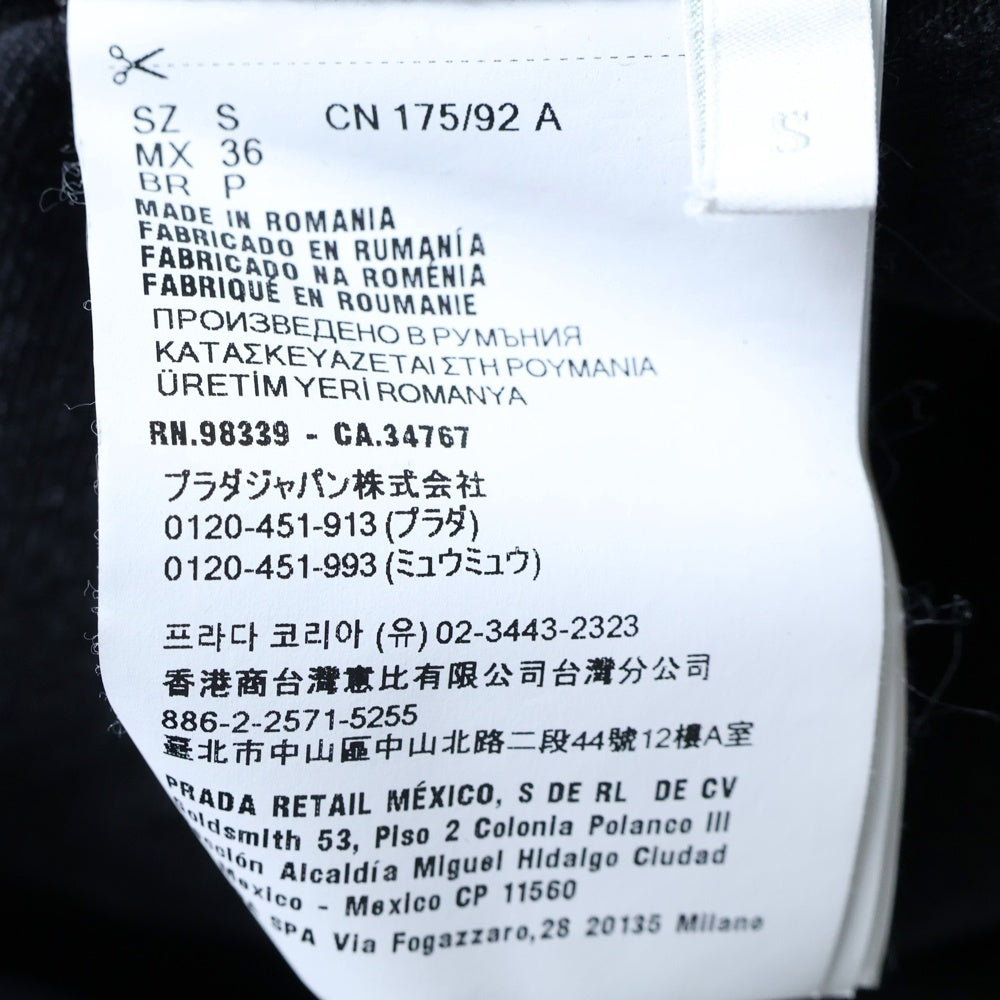 SZ S CN 175/92 A
S
MX 36
BR P
MADE IN ROMANIA
FABRICADO EN RUMANÍA
FABRICADO NA ROMÉNIA
FABRIQUÉ EN ROUMANIE
ПРОИЗВЕДЕНО В РУМЪНИЯ
ΚΑΤΑΣΚΕΥΑΖΕΤΑΙ ΣΤΗ ΡΟΥΜΑΝΙΑ
ÜRETİM YERİ ROMANYA
RN.98339 - CA.34767
プラダジャパン株式会社
0120-451-913 (プラダ)
0120-451-993 (ミュウミュウ)
프라다 코리아 (유) 02-3443-2323
香港商台灣意比有限公司台灣分公司
886-2-2571-5255
臺北市中山區中山北路二段44號12樓A室
PRADA RETAIL MÉXICO, S DE RL DE CV
Goldsmith 53, Piso 2 Colonia Polanco III
Alcaldía Miguel Hidalgo Ciudad
Mexico - Mexico CP 11560
SPA Via Fogazzaro,28 20135 Milano